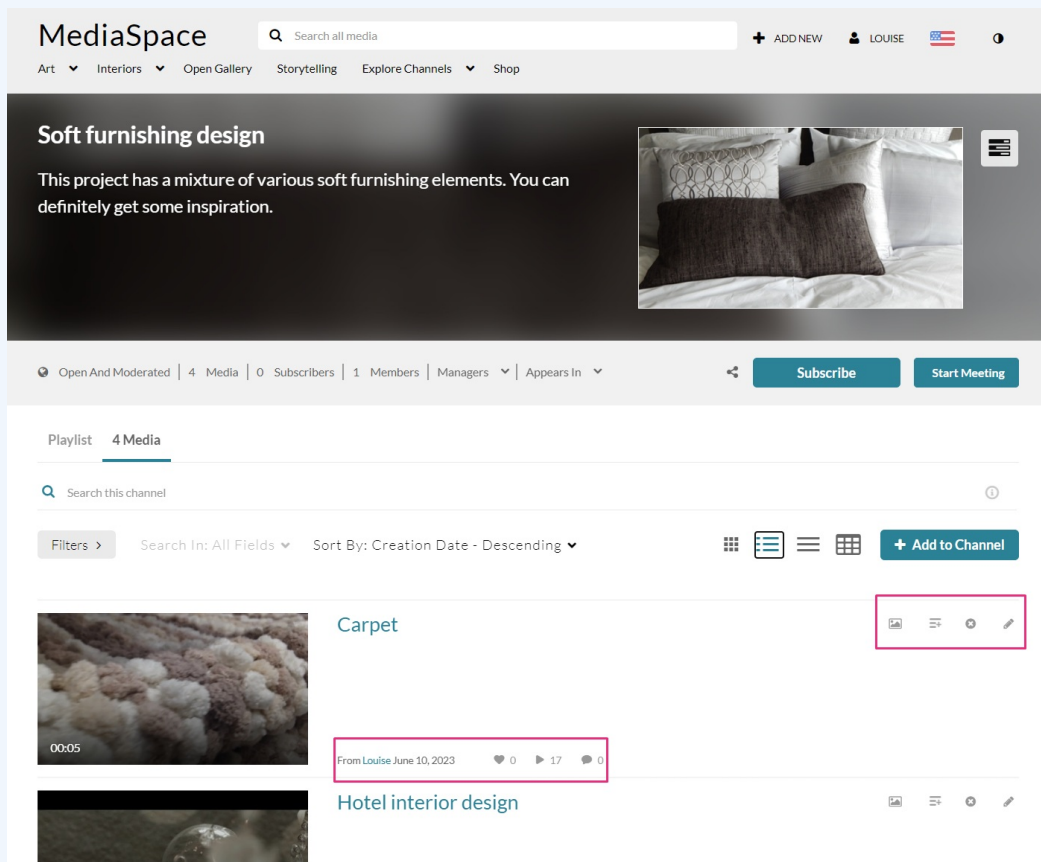 MediaSpace
Search all media
ADD NEW
LOUISE
Art Interiors Open Gallery Storytelling Explore Channels Shop
Soft furnishing design
This project has a mixture of various soft furnishing elements. You can
definitely get some inspiration.
Open And Moderated | 4 Media | 0 Subscribers | 1 Members | Managers | Appears In
Subscribe
Start Meeting
Playlist 4 Media
Search this channel
Filters > Search In: All Fields Sort By: Creation Date - Descending
+ Add to Channel
Carpet
00:05
From Louise June 10, 2023 0 17 0
Hotel interior design